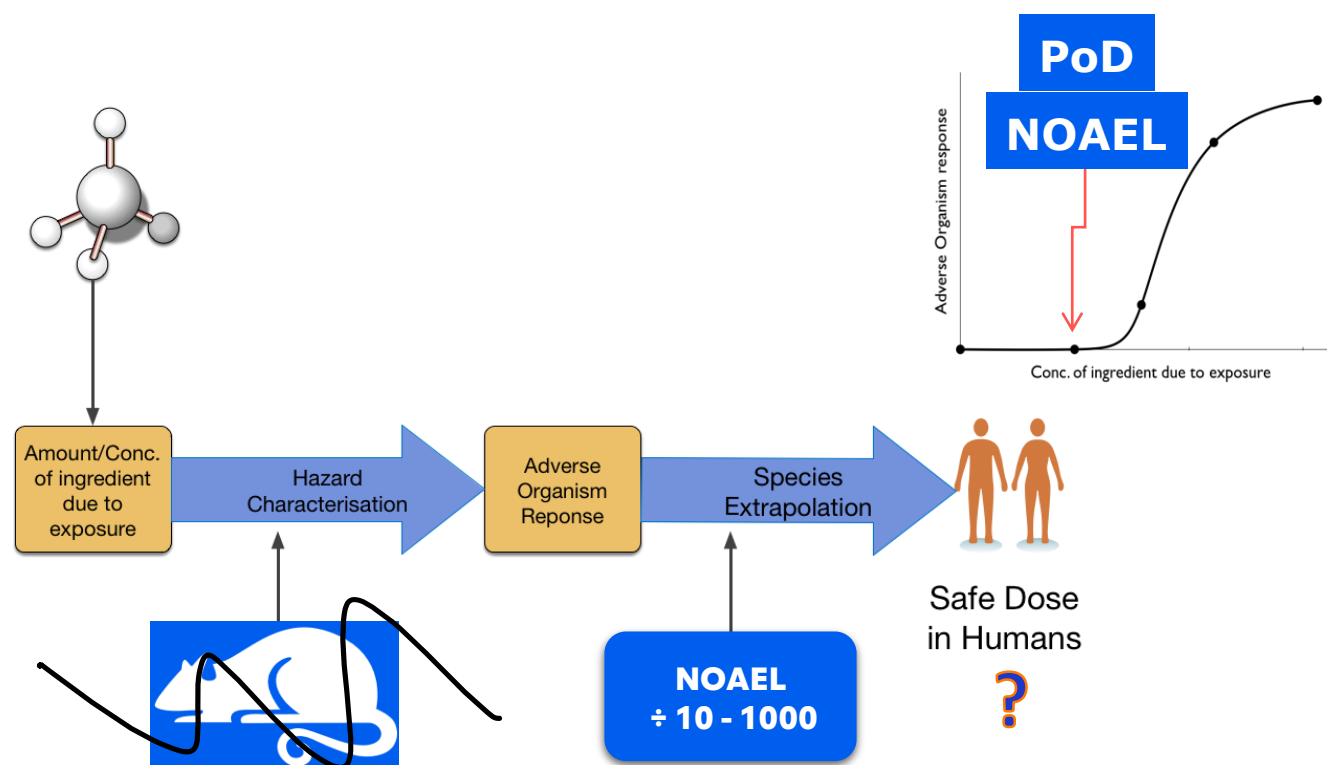 PoD
NOAEL
Adverse Organism response
Conc. of ingredient due to exposure
Amount/Conc.
of ingredient
due to
exposure
Hazard
Characterisation
Adverse
Organism
Reponse
Species
Extrapolation
Safe Dose
in Humans
?
NOAEL
÷ 10 - 1000